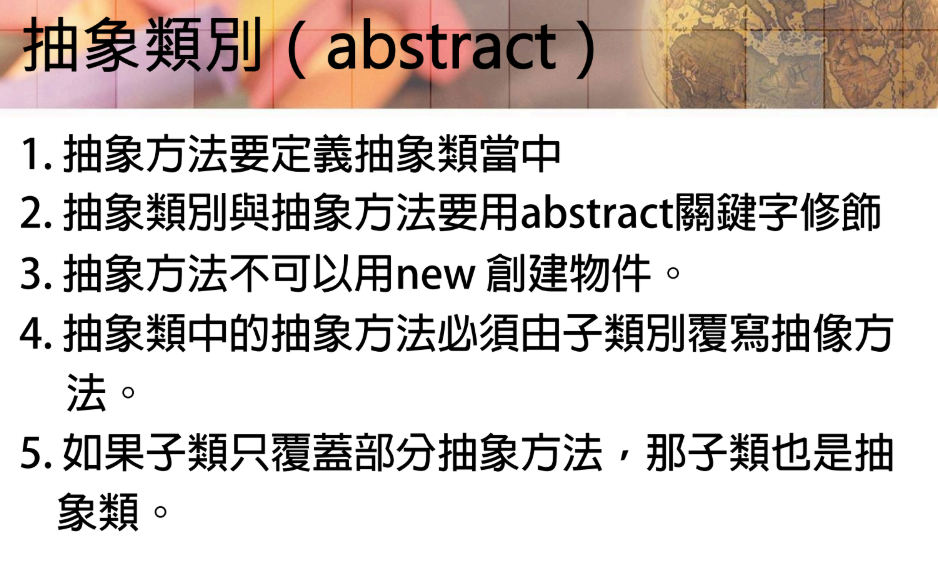 抽象類別（abstract）
1. 抽象方法要定義抽象類當中
2. 抽象類別與抽象方法要用abstract關鍵字修飾
3. 抽象方法不可以用new 創建物件。
4. 抽象類中的抽象方法必須由子類別覆寫抽像方
法。
5. 如果子類只覆蓋部分抽象方法，那子類也是抽
象類。